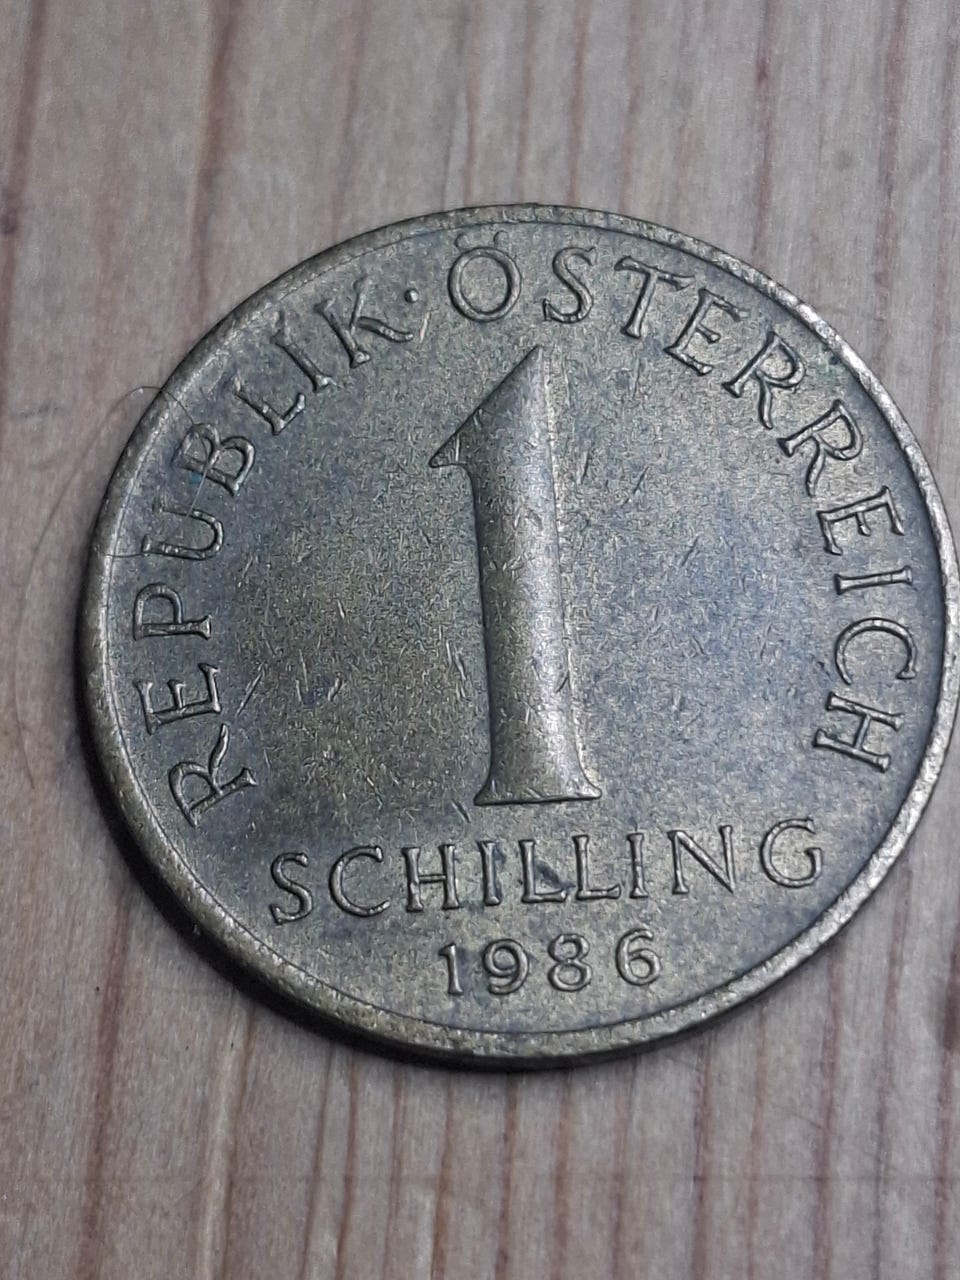 REPUBLIK · ÖSTERREICH
1
SCHILLING
1986